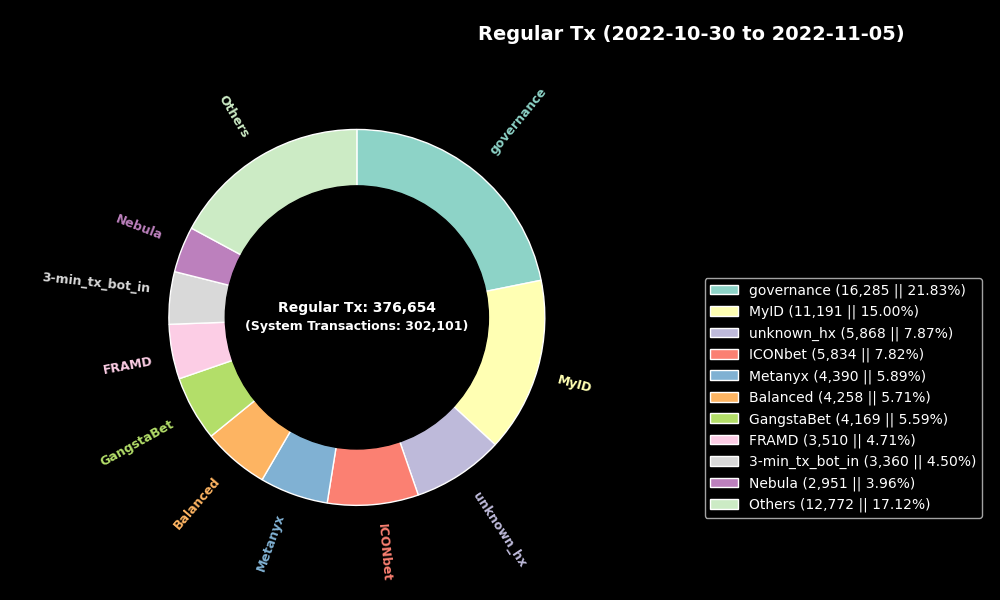 Regular Tx (2022-10-30 to 2022-11-05)
governance
Others
Nebula
3-min_tx_bot_in
Regular Tx: 376,654
(System Transactions: 302,101)
FRAMD
MyID
GangstaBet
Balanced
Metanyx
ICONbet
unknown_hx
governance (16,285 || 21.83%)
MyID (11,191 || 15.00%)
unknown_hx (5,868 || 7.87%)
ICONbet (5,834 || 7.82%)
Metanyx (4,390 || 5.89%)
Balanced (4,258 || 5.71%)
GangstaBet (4,169 || 5.59%)
FRAMD (3,510 || 4.71%)
3-min_tx_bot_in (3,360 || 4.50%)
Nebula (2,951 || 3.96%)
Others (12,772 || 17.12%)